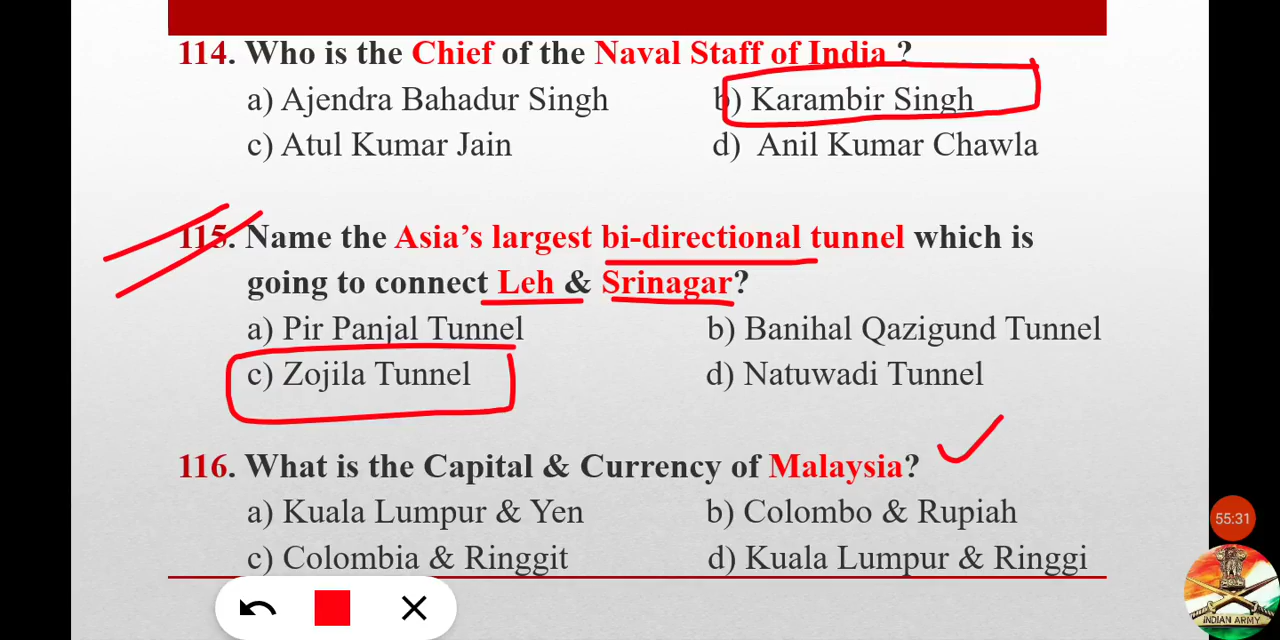 114. Who is the Chief of the Naval Staff of India ?
a) Ajendra Bahadur Singh b) Karambir Singh
c) Atul Kumar Jain d) Anil Kumar Chawla
115. Name the Asia's largest bi-directional tunnel which is
going to connect Leh & Srinagar?
a) Pir Panjal Tunnel b) Banihal Qazigund Tunnel
c) Zojila Tunnel d) Natuwadi Tunnel
116. What is the Capital & Currency of Malaysia?
a) Kuala Lumpur & Yen b) Colombo & Rupiah
c) Colombia & Ringgit d) Kuala Lumpur & Ringgi
55:31
INDIAN ARMY